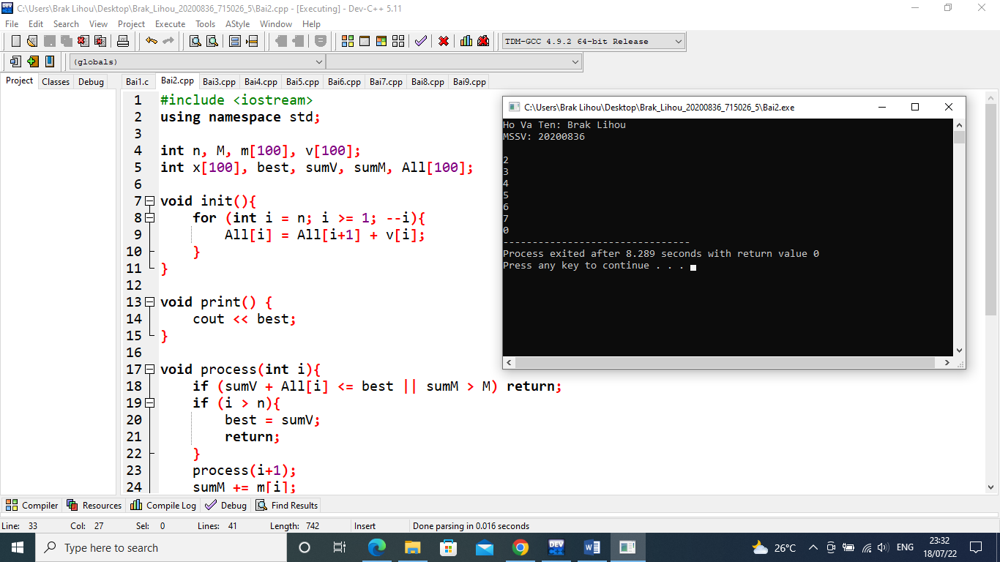 C:\Users\Brak Lihou\Desktop\Brak_Lihou_20200836_715026_5\Bai2.cpp - [Executing] - Dev-C++ 5.11
File Edit Search View Project Execute Tools AStyle Window Help
TDM-GCC 4.9.2 64-bit Release
(globals)
Project Classes Debug
Bai1.c Bai2.cpp Bai3.cpp Bai4.cpp Bai5.cpp Bai6.cpp Bai7.cpp Bai8.cpp Bai9.cpp
1 #include <iostream>
2 using namespace std;
3
4 int n, M, m[100], v[100];
5 int x[100], best, sumV, sumM, All[100];
6
7 void init(){
8 for (int i = n; i >= 1; --i){
9 All[i] = All[i+1] + v[i];
10 }
11 }
12
13 void print() {
14 cout << best;
15 }
16
17 void process(int i){
18 if (sumV + All[i] <= best || sumM > M) return;
19 if (i > n){
20 best = sumV;
21 return;
22 }
23 process(i+1);
24 sumM += m[i];
C:\Users\Brak Lihou\Desktop\Brak_Lihou_20200836_715026_5\Bai2.exe
Ho Va Ten: Brak Lihou
MSSV: 20200836
2
3
4
5
6
7
0
--------------------------------
Process exited after 8.289 seconds with return value 0
Press any key to continue . . .
Compiler Resources Compile Log Debug Find Results
Line: 33 Col: 27 Sel: 0 Lines: 41 Length: 742 Insert Done parsing in 0.016 seconds
Type here to search
DEV
26°C
ENG
23:32
18/07/22